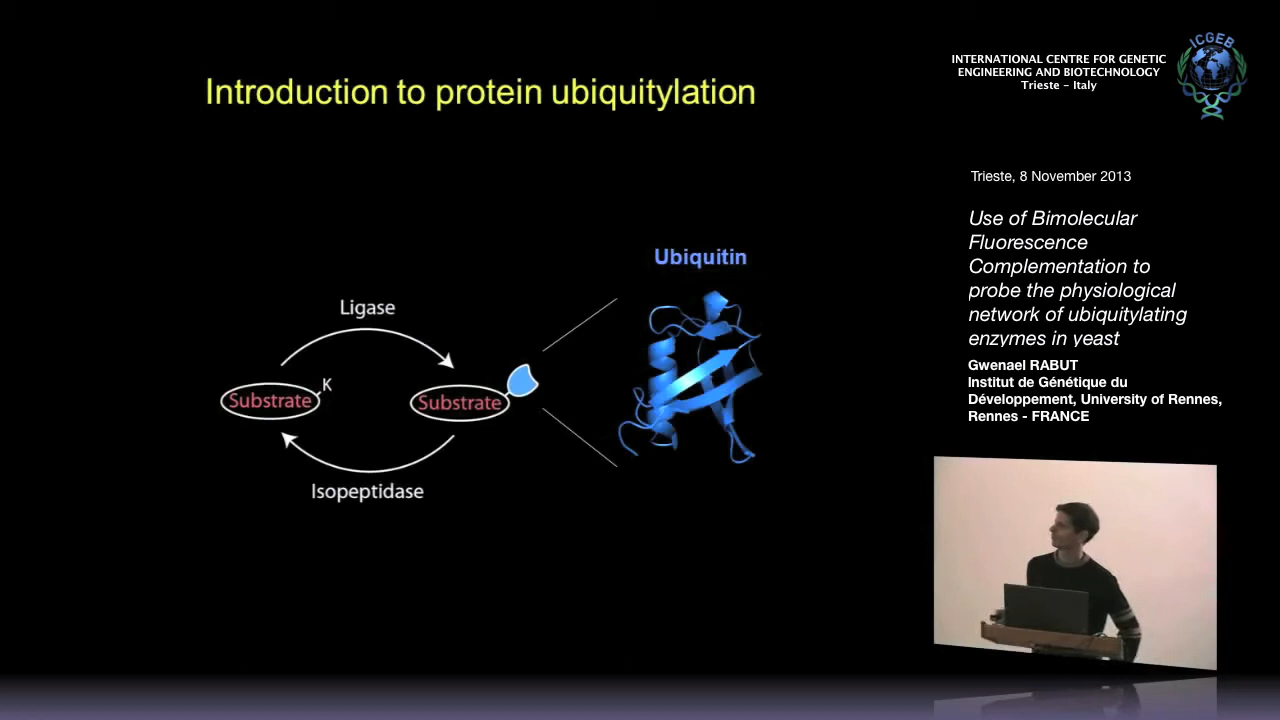 Introduction to protein ubiquitylation
Ubiquitin
Ligase
K
Substrate
Substrate
Isopeptidase
INTERNATIONAL CENTRE FOR GENETIC
ENGINEERING AND BIOTECHNOLOGY
Trieste – Italy
ICGEB
Trieste, 8 November 2013
Use of Bimolecular
Fluorescence
Complementation to
probe the physiological
network of ubiquitylating
enzymes in yeast
Gwenael RABUT
Institut de Génétique du
Développement, University of Rennes,
Rennes - FRANCE